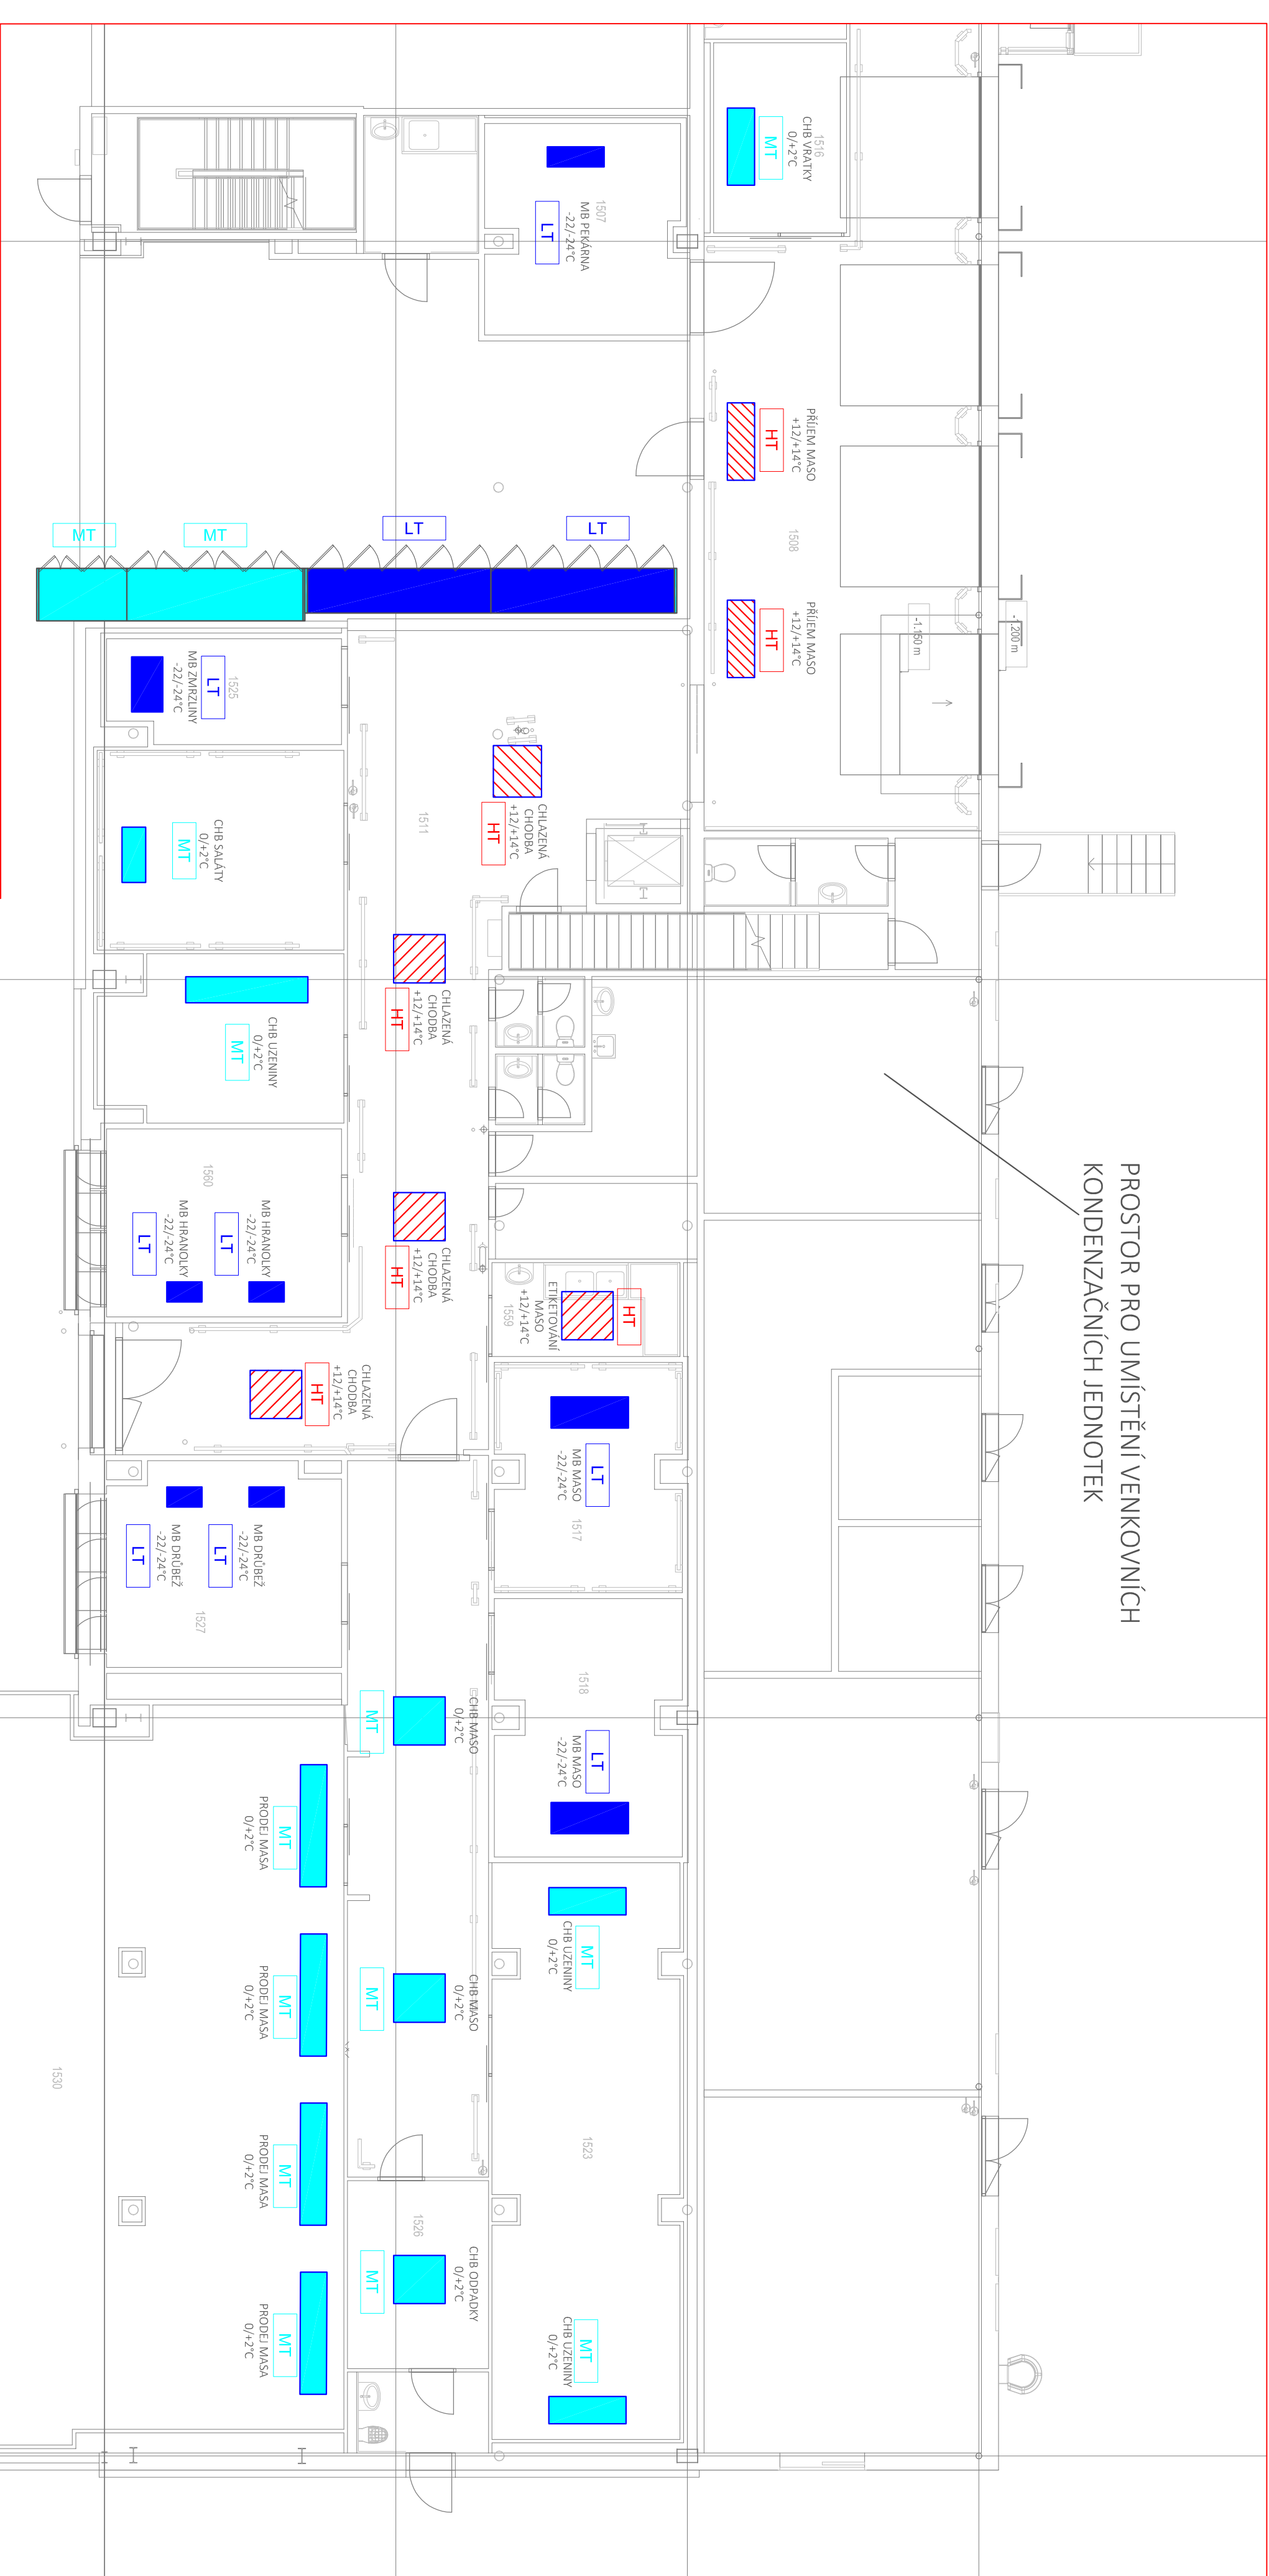 1516
CHB VRATKY
0/+2°C
MT
1507
MB PEKÁRNA
-22/-24°C
LT
PŘÍJEM MASO
+12/+14°C
HT
1508
PŘÍJEM MASO
+12/+14°C
HT
-1.150 m
-1.200 m
MT
MT
LT
LT
1525
LT
MB ZMRZLINY
-22/-24°C
1511
CHLAZENÁ
CHODBA
+12/+14°C
HT
CHB SALÁTY
0/+2°C
MT
CHLAZENÁ
CHODBA
+12/+14°C
HT
CHB UZENINY
0/+2°C
MT
PROSTOR PRO UMÍSTĚNÍ VENKOVNÍCH
KONDENZAČNÍCH JEDNOTEK
1560
MB HRANOLKY
-22/-24°C
LT
MB HRANOLKY
-22/-24°C
LT
CHLAZENÁ
CHODBA
+12/+14°C
HT
HT
ETIKETOVÁNÍ
MASO
+12/+14°C
1559
CHLAZENÁ
CHODBA
+12/+14°C
HT
LT
MB MASO
-22/-24°C
1517
MB DRŮBEŽ
-22/-24°C
LT
MB DRŮBEŽ
-22/-24°C
LT
1527
1518
LT
MB MASO
-22/-24°C
CHB MASO
0/+2°C
MT
MT
PRODEJ MASA
0/+2°C
MT
CHB UZENINY
0/+2°C
CHB MASO
0/+2°C
MT
MT
PRODEJ MASA
0/+2°C
1530
1523
MT
PRODEJ MASA
0/+2°C
1526
CHB ODPADKY
0/+2°C
MT
MT
PRODEJ MASA
0/+2°C
MT
CHB UZENINY
0/+2°C